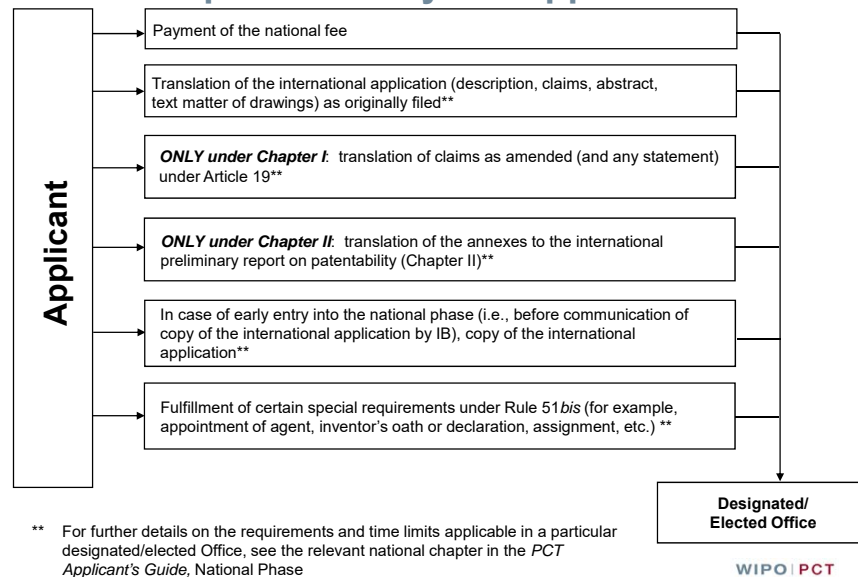 Payment of the national fee
Translation of the international application (description, claims, abstract,
text matter of drawings) as originally filed**
ONLY under Chapter I:  translation of claims as amended (and any statement)
under Article 19**
ONLY under Chapter II:  translation of the annexes to the international
preliminary report on patentability (Chapter II)**
Applicant
In case of early entry into the national phase (i.e., before communication of
copy of the international application by IB), copy of the international
application**
Fulfillment of certain special requirements under Rule 51bis (for example,
appointment of agent, inventor's oath or declaration, assignment, etc.) **
Designated/
Elected Office
** For further details on the requirements and time limits applicable in a particular
designated/elected Office, see the relevant national chapter in the PCT
Applicant's Guide, National Phase
WIPO|PCT